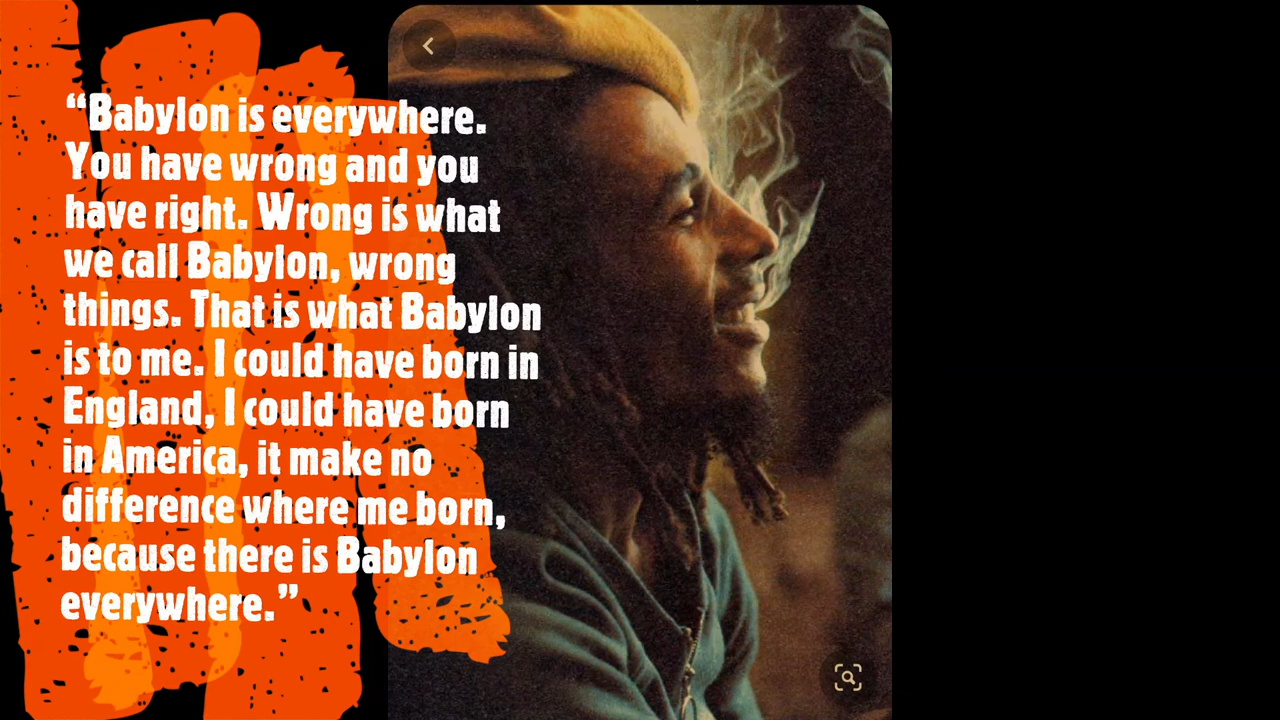 “Babylon is everywhere.
You have wrong and you
have right. Wrong is what
we call Babylon, wrong
things. That is what Babylon
is to me. I could have born in
England, I could have born
in America, it make no
difference where me born,
because there is Babylon
everywhere.”